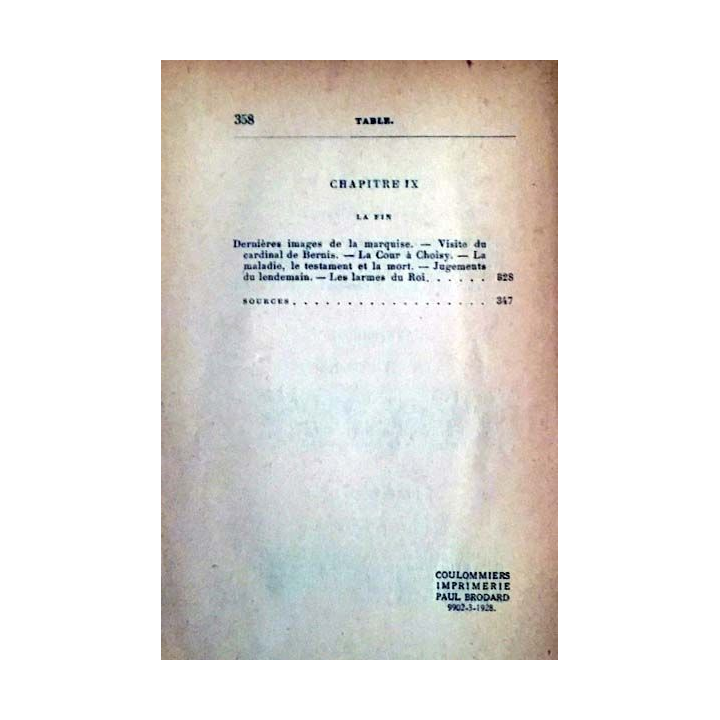 358 TABLE.
CHAPITRE IX
LA FIN
Dernières images de la marquise. — Visite du
cardinal de Bernis. — La Cour à Choisy. — La
maladie, le testament et la mort. — Jugements
du lendemain. — Les larmes du Roi. . . . . . . 328
SOURCES . . . . . . . . . . . . . . . . . . . 347
COULOMMIERS
IMPRIMERIE
PAUL BRODARD
9902-3-1928.